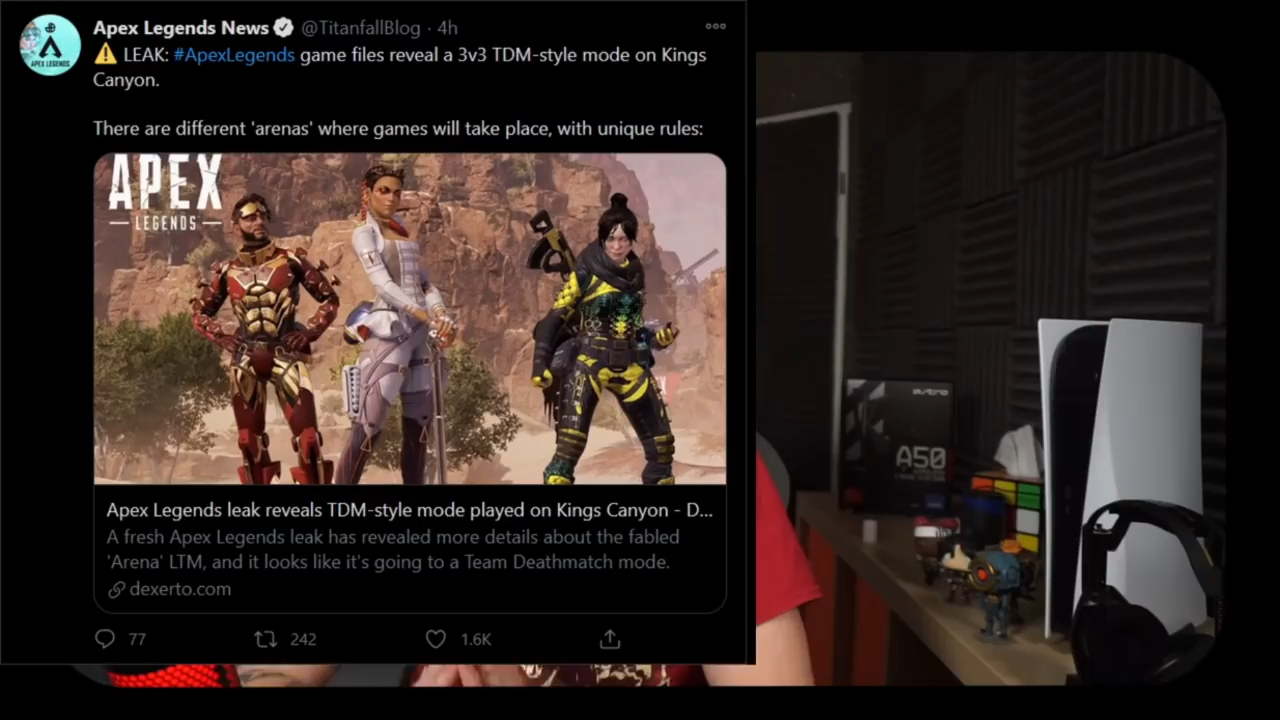 Apex Legends News @TitanfallBlog · 4h
⚠ LEAK: #ApexLegends game files reveal a 3v3 TDM-style mode on Kings
Canyon.
There are different 'arenas' where games will take place, with unique rules:
APEX
LEGENDS
Apex Legends leak reveals TDM-style mode played on Kings Canyon - D...
A fresh Apex Legends leak has revealed more details about the fabled
'Arena' LTM, and it looks like it's going to a Team Deathmatch mode.
dexerto.com
77 242 1.6K
APEX LEGENDS
ASTRO
A50